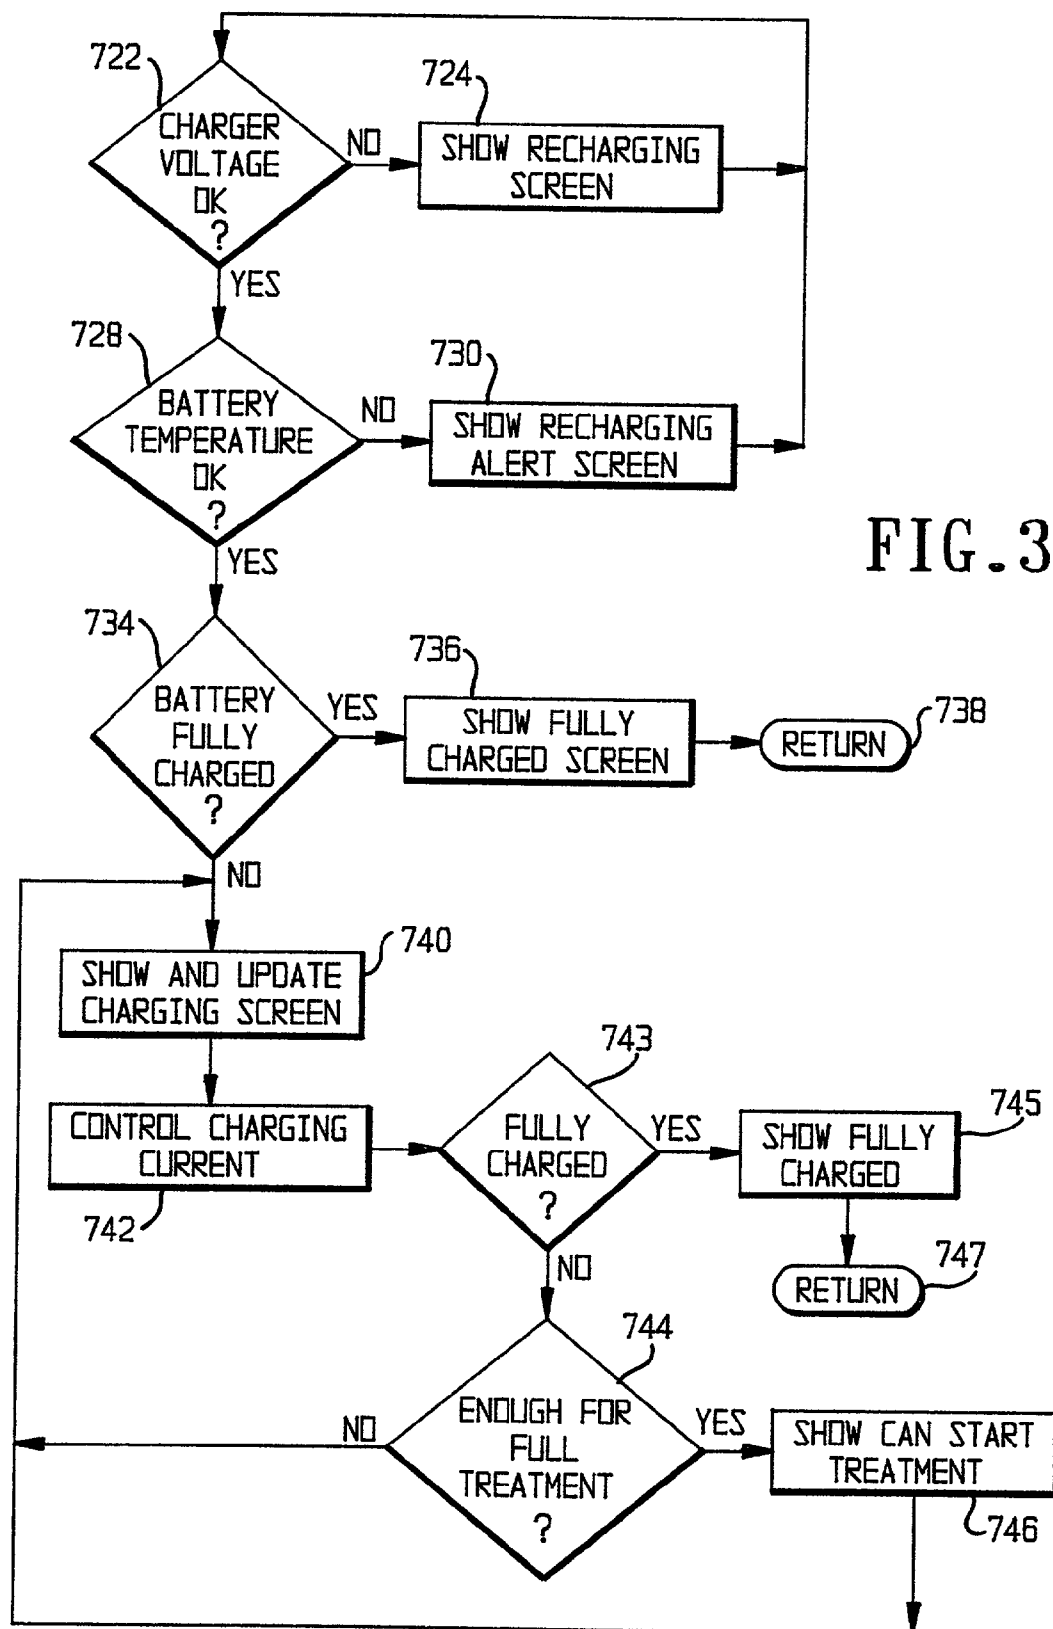 722
CHARGER
VOLTAGE
OK
?
NO
724
SHOW RECHARGING
SCREEN
YES
728
BATTERY
TEMPERATURE
OK
?
NO
730
SHOW RECHARGING
ALERT SCREEN
FIG.3
YES
734
BATTERY
FULLY
CHARGED
?
YES
736
SHOW FULLY
CHARGED SCREEN
RETURN
738
NO
740
SHOW AND UPDATE
CHARGING SCREEN
CONTROL CHARGING
CURRENT
742
743
FULLY
CHARGED
?
YES
745
SHOW FULLY
CHARGED
RETURN
747
NO
744
ENOUGH FOR
FULL
TREATMENT
?
NO
YES
SHOW CAN START
TREATMENT
746